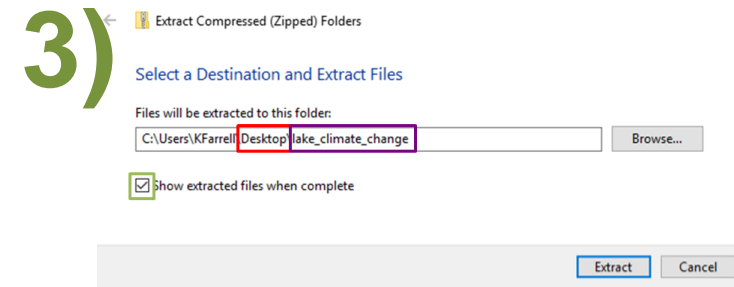 3)
Extract Compressed (Zipped) Folders
Select a Destination and Extract Files
Files will be extracted to this folder:
C:\Users\KFarrell\Desktop\lake_climate_change
Browse...
Show extracted files when complete
Extract Cancel